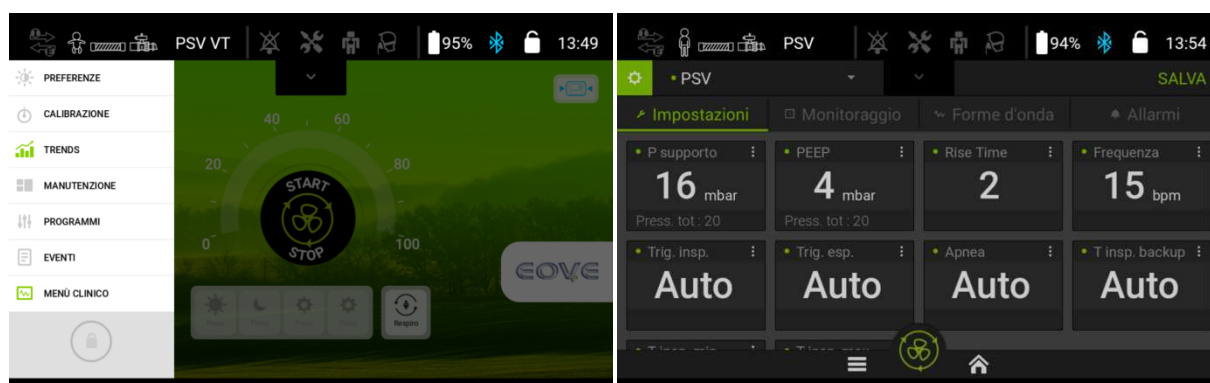 PSV VT
95%
13:49
PREFERENZE
CALIBRAZIONE
TRENDS
MANUTENZIONE
PROGRAMMI
EVENTI
MENÙ CLINICO
0
20
40
60
80
100
START
STOP
EOVE
Respiro
PSV
94%
13:54
• PSV
SALVA
Impostazioni
Monitoraggio
Forme d'onda
Allarmi
• P supporto
16 mbar
Press. tot : 20
• PEEP
4 mbar
Press. tot : 20
• Rise Time
2
• Frequenza
15 bpm
• Trig. insp.
Auto
• Trig. esp.
Auto
• Apnea
Auto
• T insp. backup
Auto